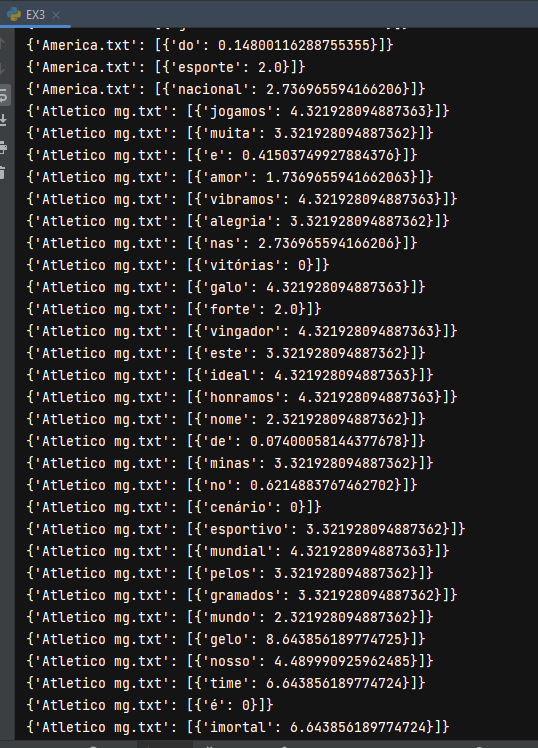 EX3
{'America.txt': [{'do': 0.14800116288755355}]}
{'America.txt': [{'esporte': 2.0}]}
{'America.txt': [{'nacional': 2.736965594166206}]}
{'Atletico mg.txt': [{'jogamos': 4.321928094887363}]}
{'Atletico mg.txt': [{'muita': 3.321928094887362}]}
{'Atletico mg.txt': [{'e': 0.41503749927884376}]}
{'Atletico mg.txt': [{'amor': 1.7369655941662063}]}
{'Atletico mg.txt': [{'vibramos': 4.321928094887363}]}
{'Atletico mg.txt': [{'alegria': 3.321928094887362}]}
{'Atletico mg.txt': [{'nas': 2.736965594166206}]}
{'Atletico mg.txt': [{'vitórias': 0}]}
{'Atletico mg.txt': [{'galo': 4.321928094887363}]}
{'Atletico mg.txt': [{'forte': 2.0}]}
{'Atletico mg.txt': [{'vingador': 4.321928094887363}]}
{'Atletico mg.txt': [{'este': 3.321928094887362}]}
{'Atletico mg.txt': [{'ideal': 4.321928094887363}]}
{'Atletico mg.txt': [{'honramos': 4.321928094887363}]}
{'Atletico mg.txt': [{'nome': 2.321928094887362}]}
{'Atletico mg.txt': [{'de': 0.07400058144377678}]}
{'Atletico mg.txt': [{'minas': 3.321928094887362}]}
{'Atletico mg.txt': [{'no': 0.6214883767462702}]}
{'Atletico mg.txt': [{'cenário': 0}]}
{'Atletico mg.txt': [{'esportivo': 3.321928094887362}]}
{'Atletico mg.txt': [{'mundial': 4.321928094887363}]}
{'Atletico mg.txt': [{'pelos': 3.321928094887362}]}
{'Atletico mg.txt': [{'gramados': 3.321928094887362}]}
{'Atletico mg.txt': [{'mundo': 2.321928094887362}]}
{'Atletico mg.txt': [{'gelo': 8.643856189774725}]}
{'Atletico mg.txt': [{'nosso': 4.489990925962485}]}
{'Atletico mg.txt': [{'time': 6.643856189774724}]}
{'Atletico mg.txt': [{'é': 0}]}
{'Atletico mg.txt': [{'imortal': 6.643856189774724}]}